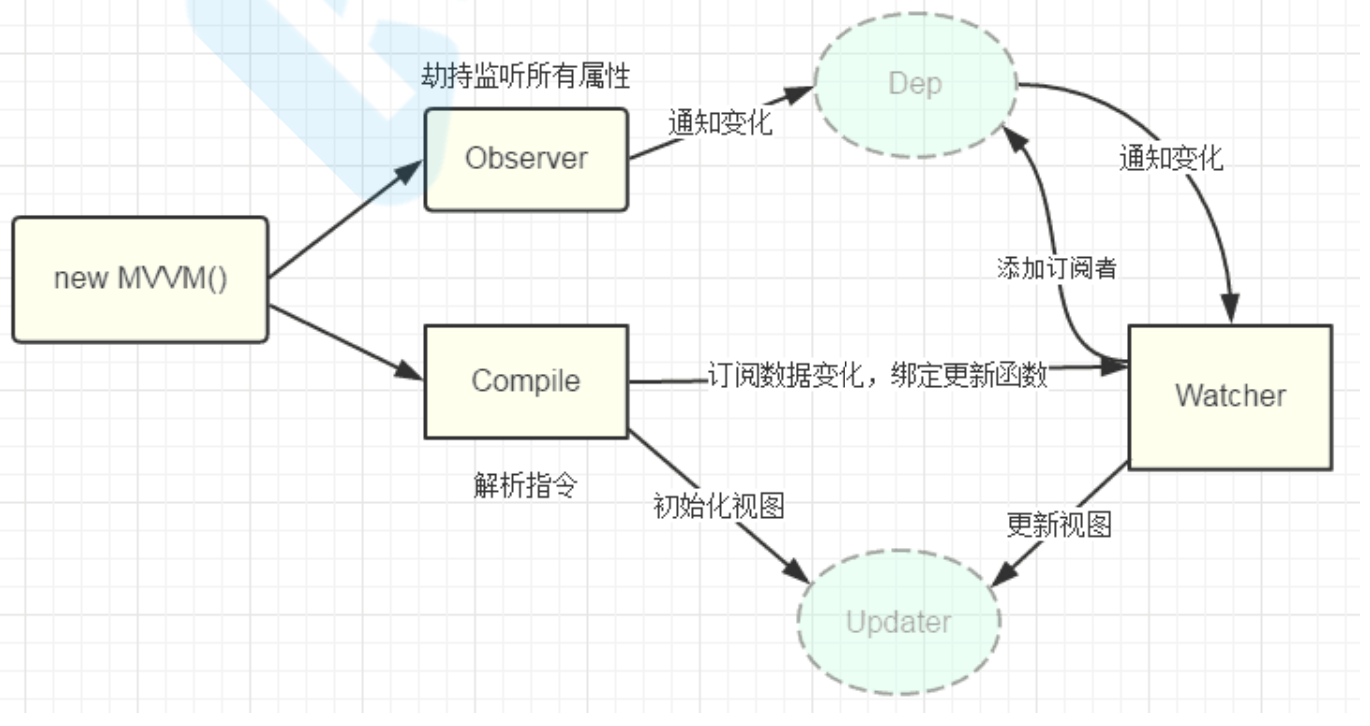 劫持监听所有属性
Observer
通知变化
Dep
通知变化
new MVVM()
添加订阅者
Compile
订阅数据变化，绑定更新函数
Watcher
解析指令
初始化视图
更新视图
Updater